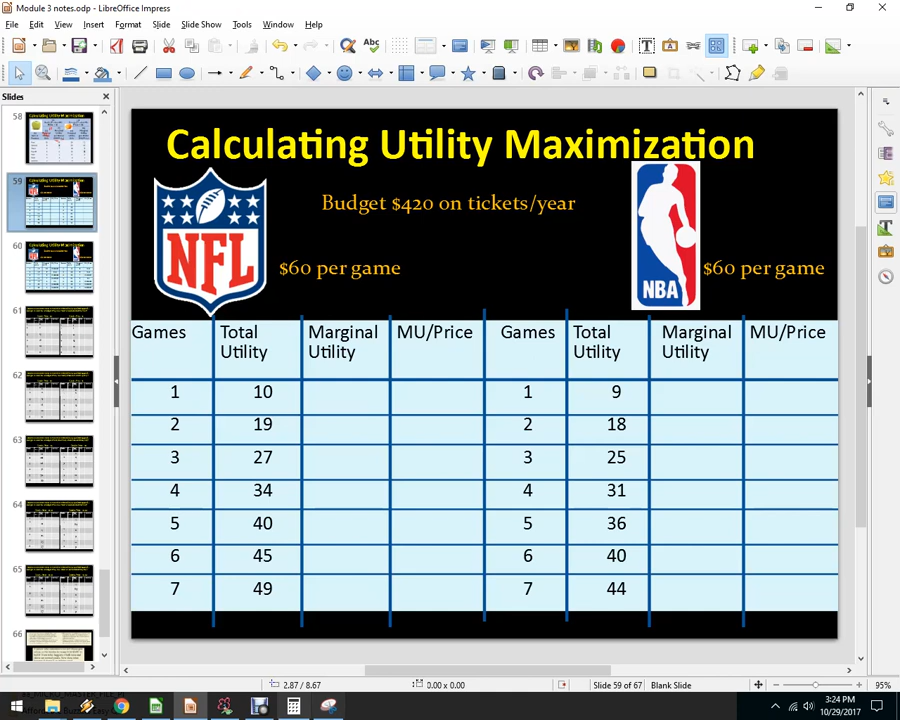 Module 3 notes.odp - LibreOffice Impress
File Edit View Insert Format Slide Slide Show Tools Window Help
Slides
58
59
60
61
62
63
64
65
66
Calculating Utility Maximization
Budget $420 on tickets/year
NFL
$60 per game
NBA
$60 per game
Games Total Utility Marginal Utility MU/Price Games Total Utility Marginal Utility MU/Price
1 10 1 9
2 19 2 18
3 27 3 25
4 34 4 31
5 40 5 36
6 45 6 40
7 49 7 44
2.87 / 8.67 0.00 x 0.00 Slide 59 of 67 Blank Slide 95%
3:24 PM
10/29/2017